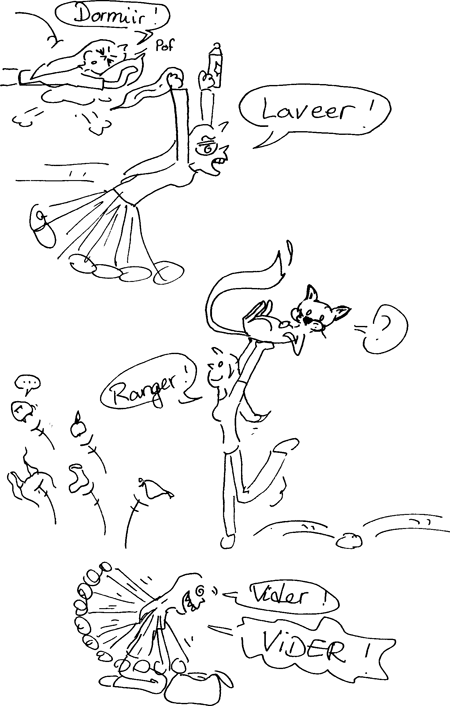 Dormiir !
Pof
Laveer !
?
Ranger !
...
Vider !
VIDER !